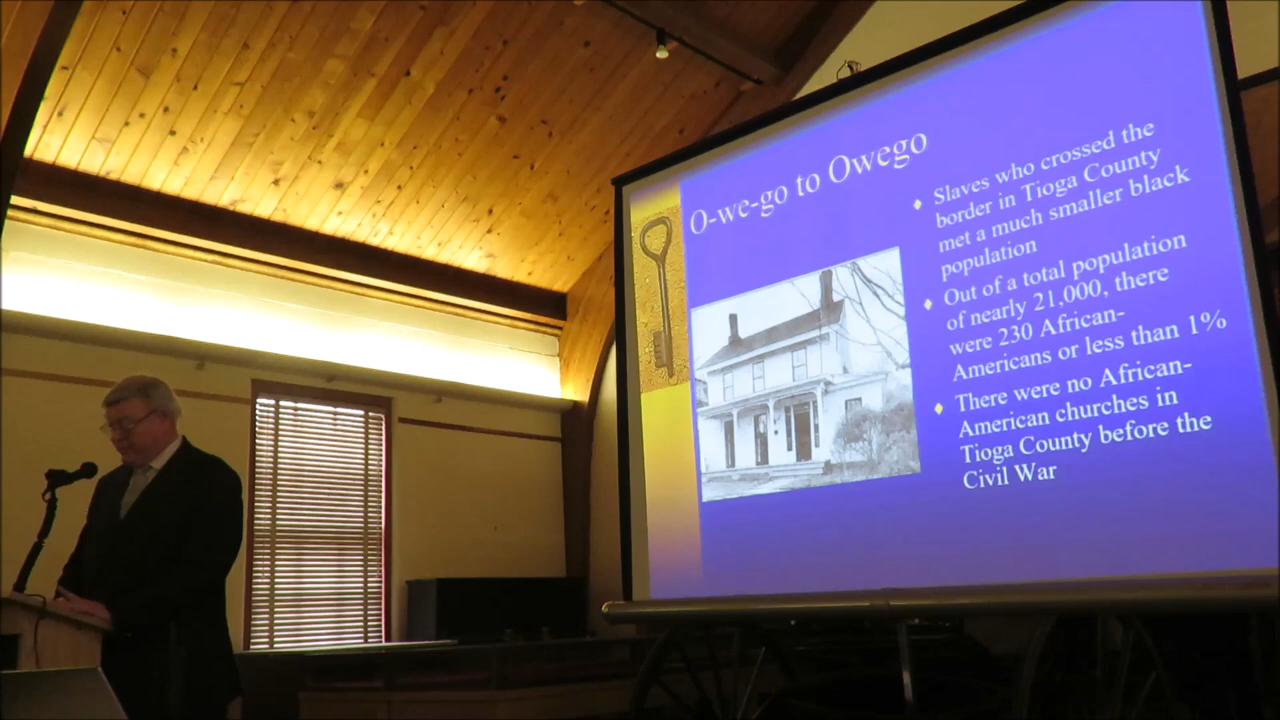 O-we-go to Owego
Slaves who crossed the
border in Tioga County
met a much smaller black
population
Out of a total population
of nearly 21,000, there
were 230 African-
Americans or less than 1%
There were no African-
American churches in
Tioga County before the
Civil War